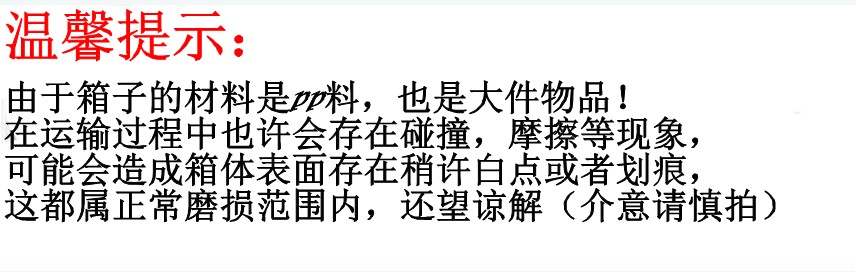 温馨提示：
由于箱子的材料是pp料，也是大件物品！
在运输过程中也许会存在碰撞，摩擦等现象，
可能会造成箱体表面存在稍许白点或者划痕，
这都属正常磨损范围内，还望谅解（介意请慎拍）